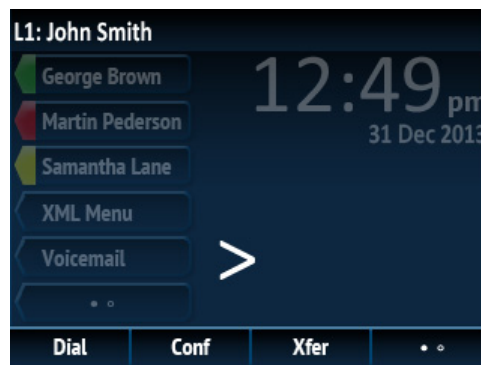 L1: John Smith
George Brown
12:49 pm
Martin Pederson
31 Dec 2013
Samantha Lane
XML Menu
Voicemail
>
Dial Conf Xfer